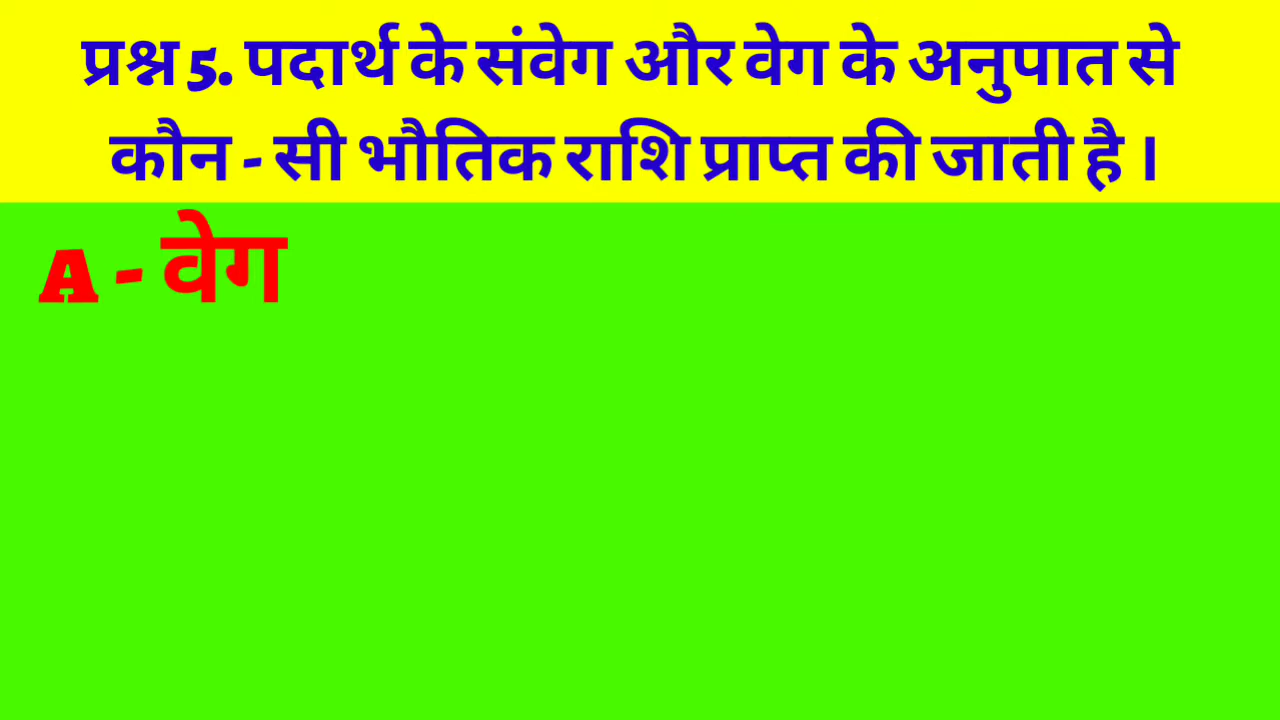 प्रश्न 5. पदार्थ के संवेग और वेग के अनुपात से
कौन - सी भौतिक राशि प्राप्त की जाती है ।
A - वेग